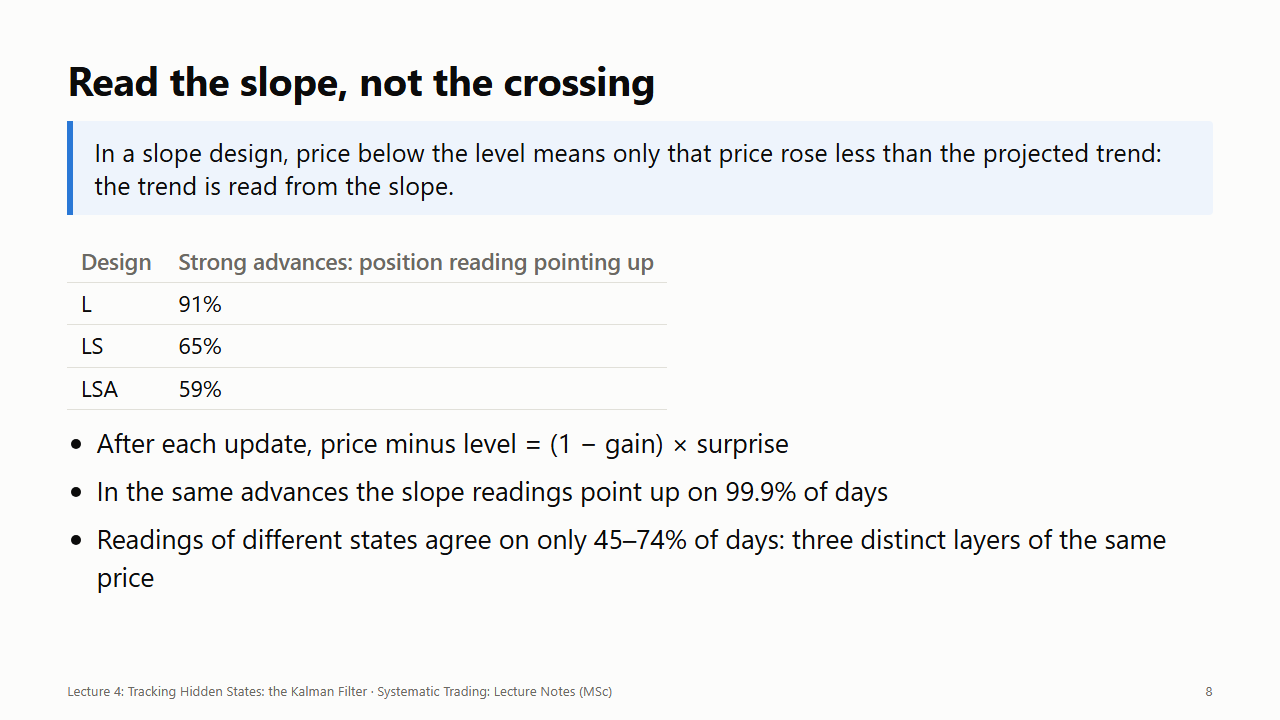 Read the slope, not the crossing
In a slope design, price below the level means only that price rose less than the projected trend:
the trend is read from the slope.
Design Strong advances: position reading pointing up
L 91%
LS 65%
LSA 59%
• After each update, price minus level = (1 − gain) × surprise
• In the same advances the slope readings point up on 99.9% of days
• Readings of different states agree on only 45–74% of days: three distinct layers of the same
price
Lecture 4: Tracking Hidden States: the Kalman Filter · Systematic Trading: Lecture Notes (MSc) 8